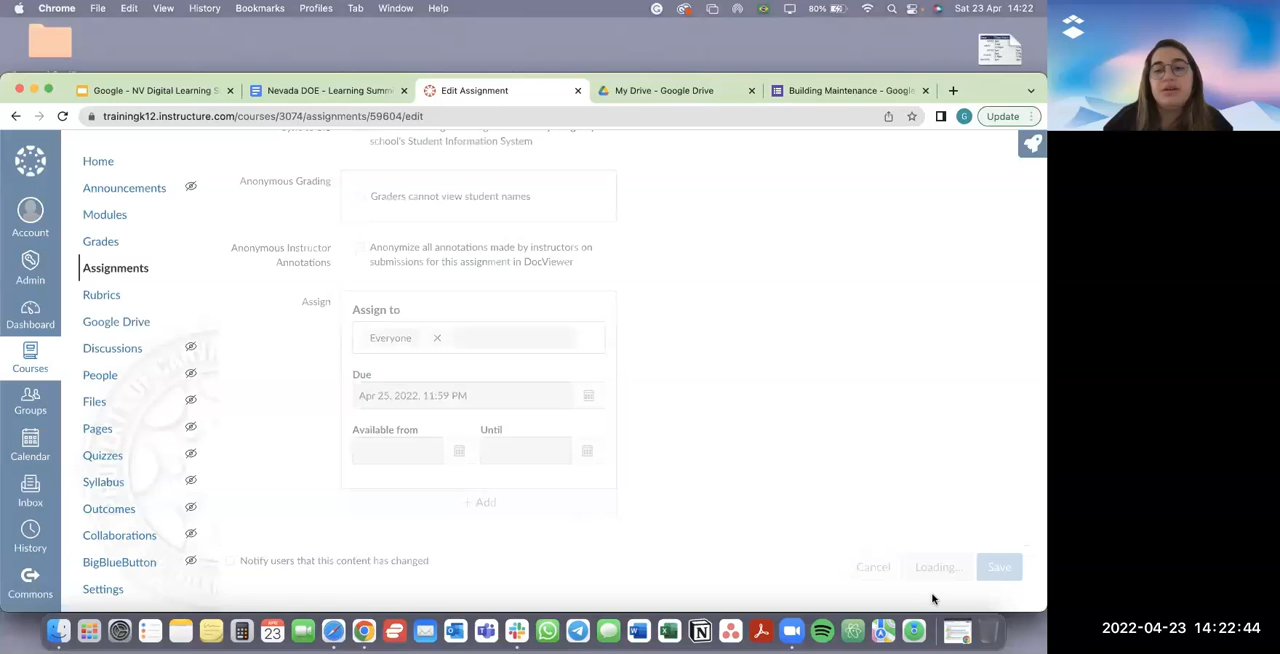 Chrome File Edit View History Bookmarks Profiles Tab Window Help
80% Sat 23 Apr 14:22
Google - NV Digital Learning S
Nevada DOE - Learning Summ
Edit Assignment
My Drive - Google Drive
Building Maintenance - Google
trainingk12.instructure.com/courses/3074/assignments/59604/edit
G
Update
Account
Admin
Dashboard
Courses
Groups
Calendar
Inbox
History
Commons
Home
Announcements
Modules
Grades
Assignments
Rubrics
Google Drive
Discussions
People
Files
Pages
Quizzes
Syllabus
Outcomes
Collaborations
BigBlueButton
Settings
school's Student Information System
Anonymous Grading
Graders cannot view student names
Anonymous Instructor
Annotations
Anonymize all annotations made by instructors on
submissions for this assignment in DocViewer
Assign
Assign to
Everyone
Due
Apr 25, 2022, 11:59 PM
Available from
Until
+ Add
Notify users that this content has changed
Cancel
Loading...
Save
APR
23
2022-04-23 14:22:44